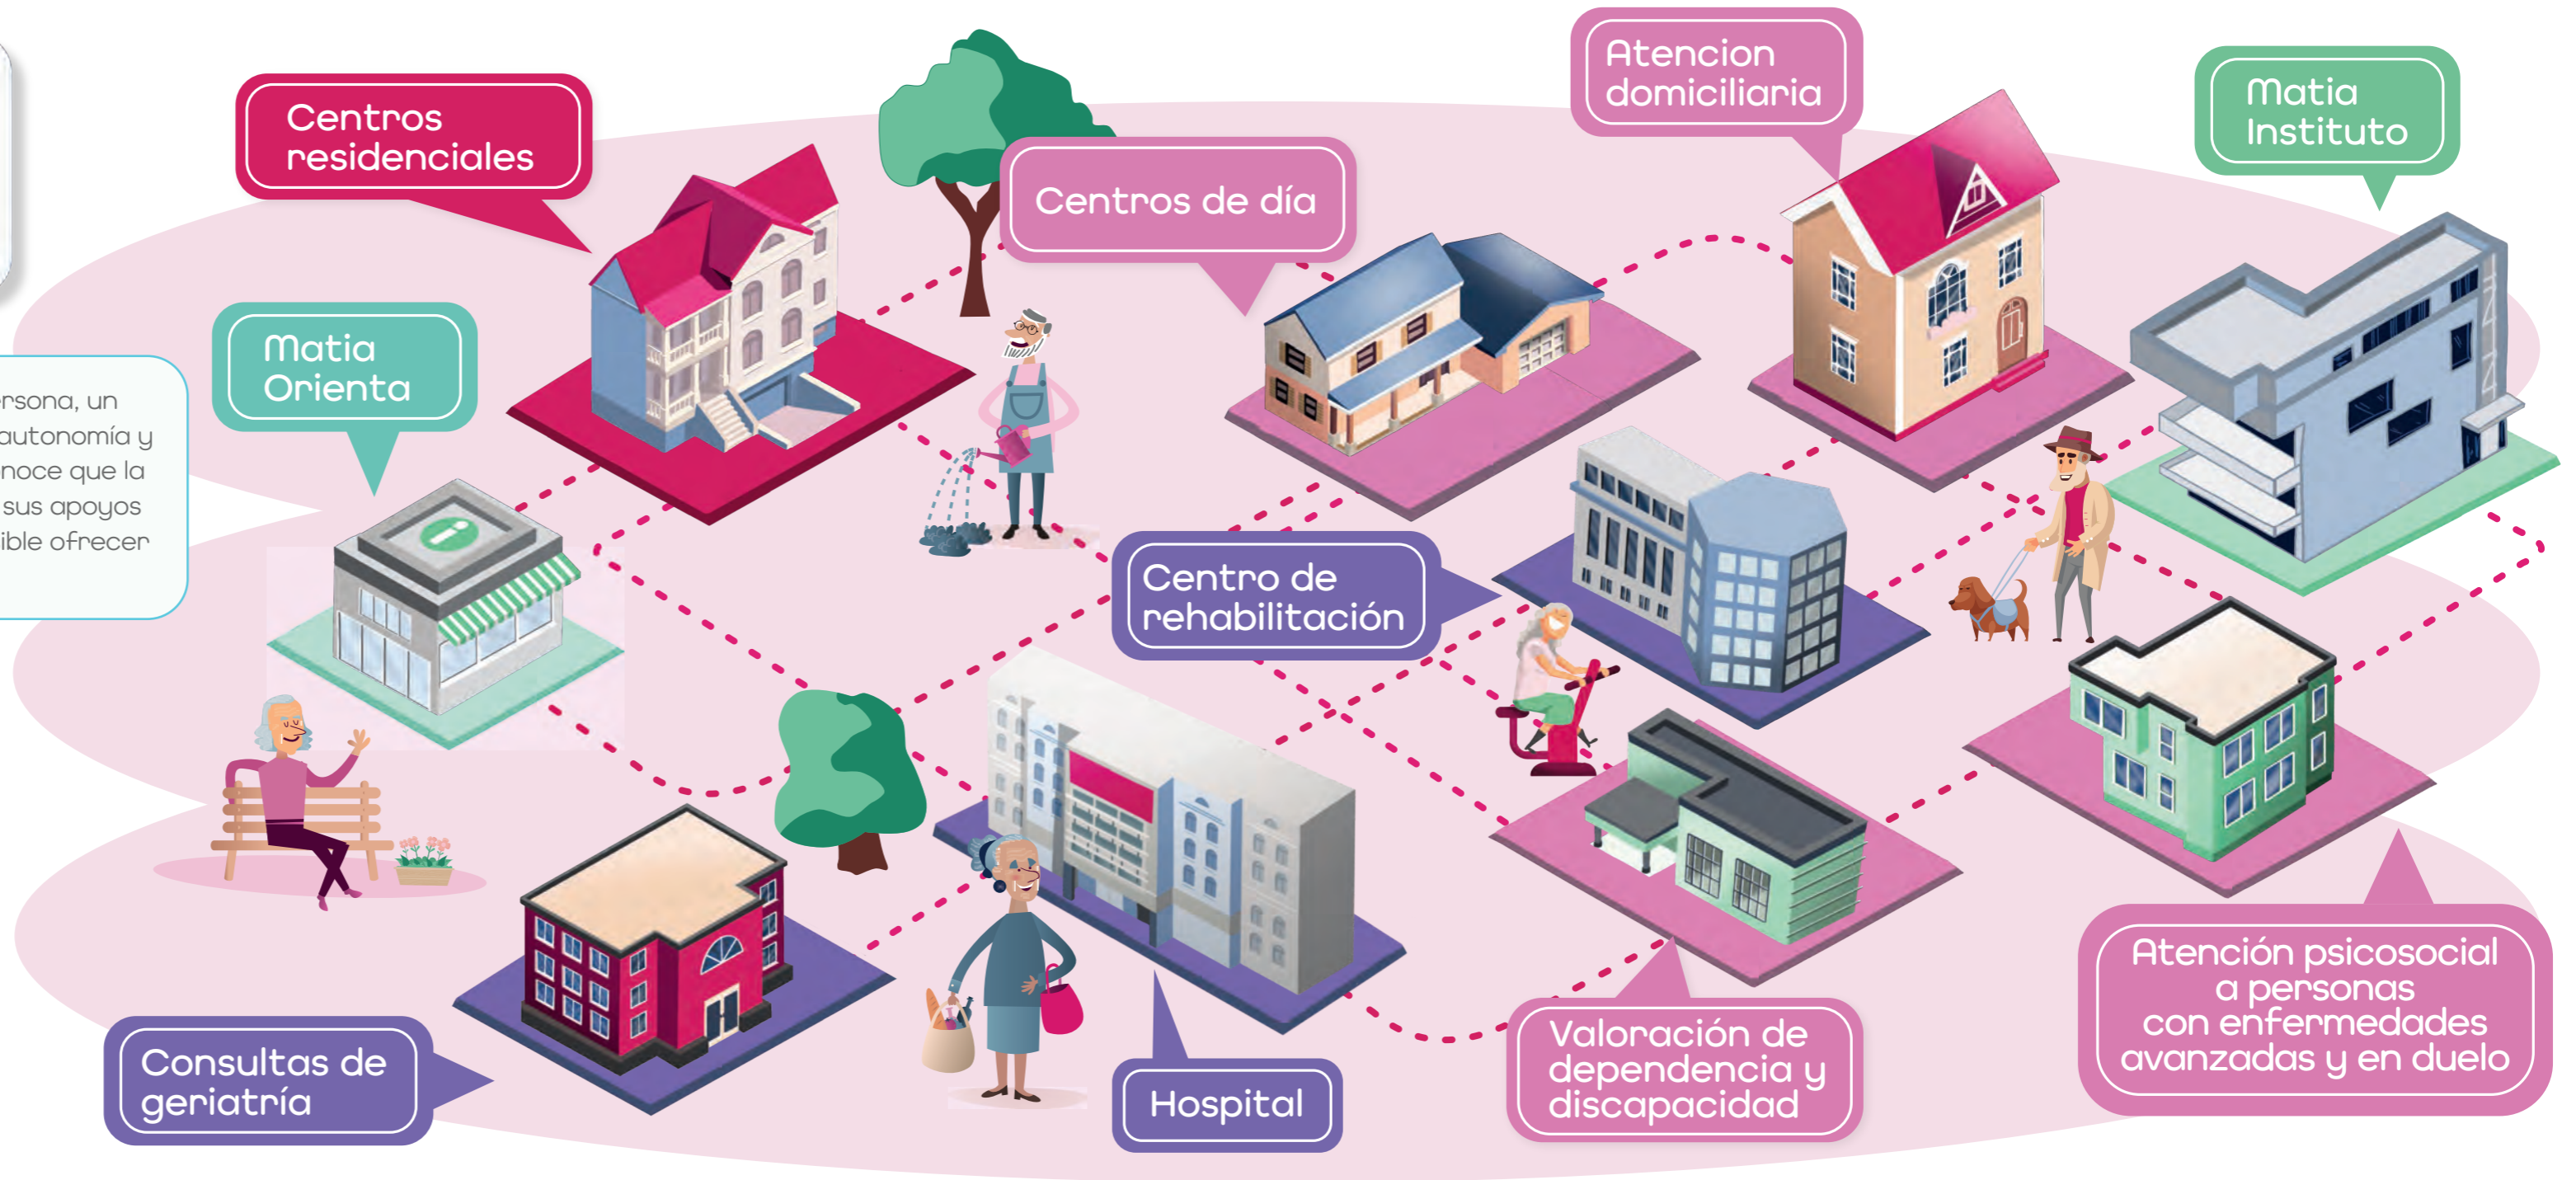 Centros
residenciales
Atencion
domiciliaria
Matia
Instituto
Centros de día
Matia
Orienta
persona, un
autonomía y
noce que la
sus apoyos
ible ofrecer
Centro de
rehabilitación
Consultas de
geriatría
Hospital
Valoración de
dependencia y
discapacidad
Atención psicosocial
a personas
con enfermedades
avanzadas y en duelo